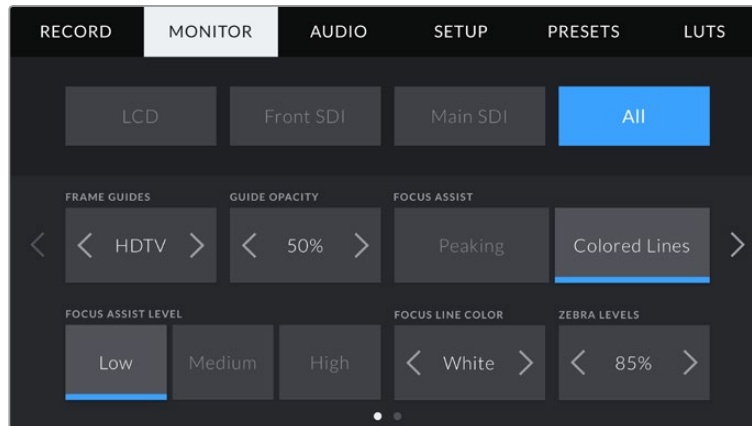 RECORD MONITOR AUDIO SETUP PRESETS LUTS
LCD Front SDI Main SDI All
FRAME GUIDES GUIDE OPACITY FOCUS ASSIST
HDTV 50% Peaking Colored Lines
FOCUS ASSIST LEVEL FOCUS LINE COLOR ZEBRA LEVELS
Low Medium High White 85%